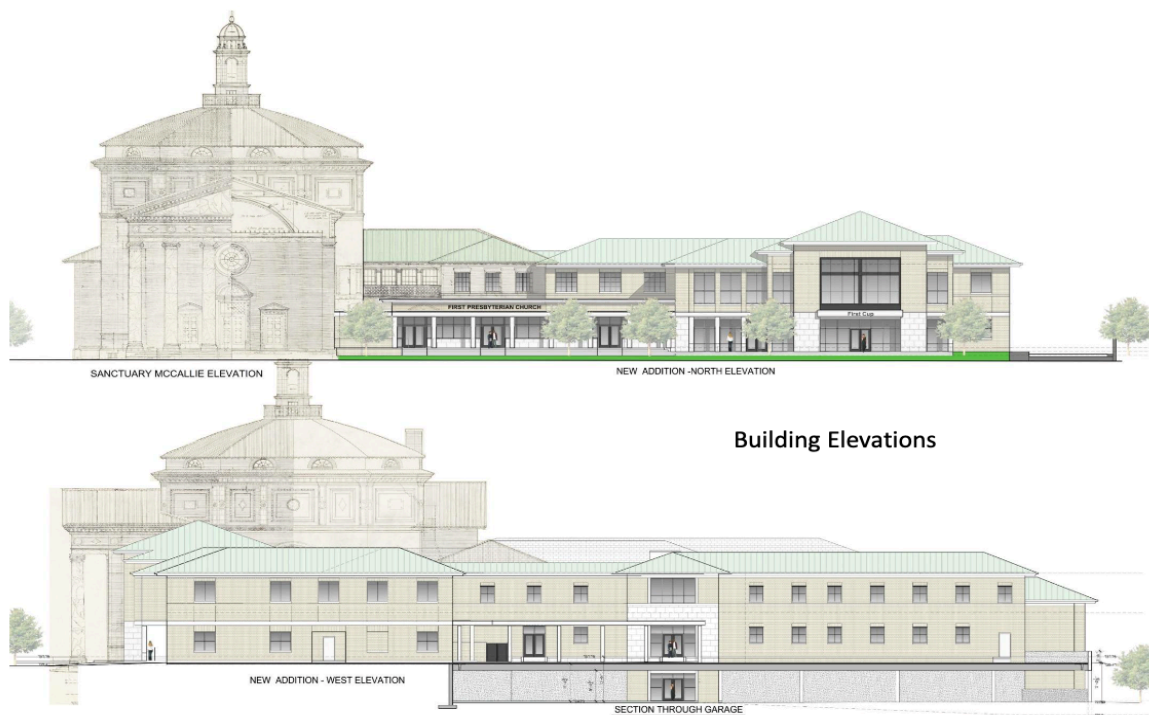 FIRST PRESBYTERIAN CHURCH
First Cup
SANCTUARY MCCALLIE ELEVATION
NEW ADDITION -NORTH ELEVATION
Building Elevations
NEW ADDITION - WEST ELEVATION
SECTION THROUGH GARAGE